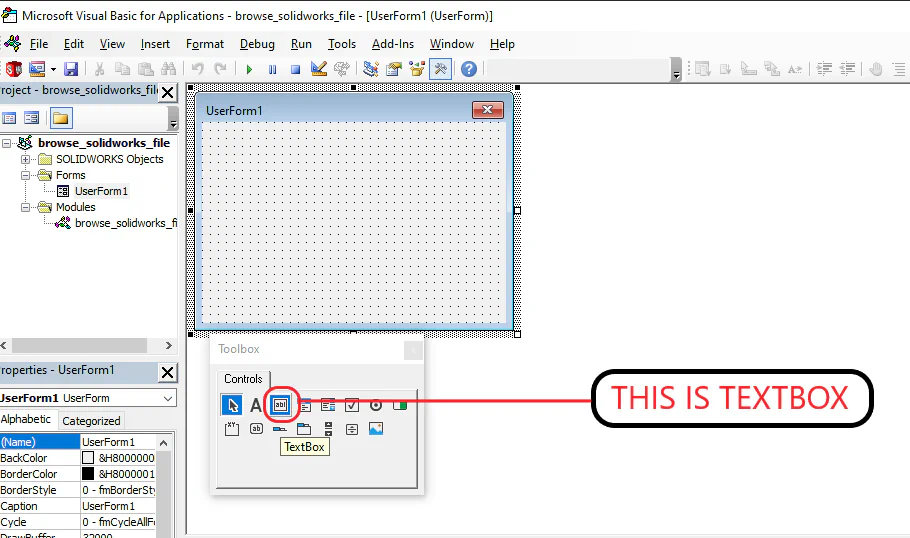 Microsoft Visual Basic for Applications - browse_solidworks_file - [UserForm1 (UserForm)]
File Edit View Insert Format Debug Run Tools Add-Ins Window Help
roject - browse_solidworks_file
UserForm1
browse_solidworks_file
SOLIDWORKS Objects
Forms
UserForm1
Modules
browse_solidworks_fi
Toolbox
Controls
A abl
XY ab
TextBox
THIS IS TEXTBOX
roperties - UserForm1
UserForm1 UserForm
Alphabetic Categorized
(Name) UserForm1
BackColor &H8000000
BorderColor &H8000001
BorderStyle 0 - fmBorderSty
Caption UserForm1
Cycle 0 - fmCycleAllFo
DrawBuffer 32000